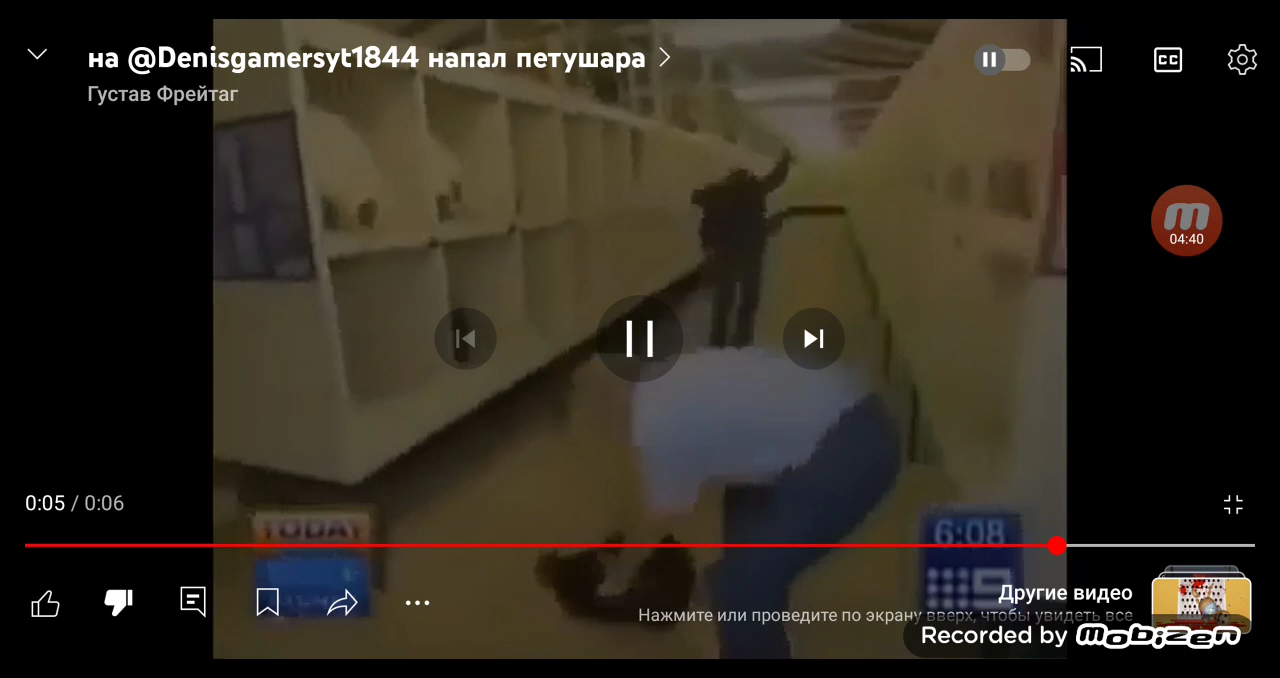 на @Denisgamersyt1844 напал петушара
Густав Фрейтаг
CC
04:40
0:05 / 0:06
TODAY
6:08
Другие видео
Нажмите или проведите по экрану вверх, чтобы увидеть все
Recorded by mobizen